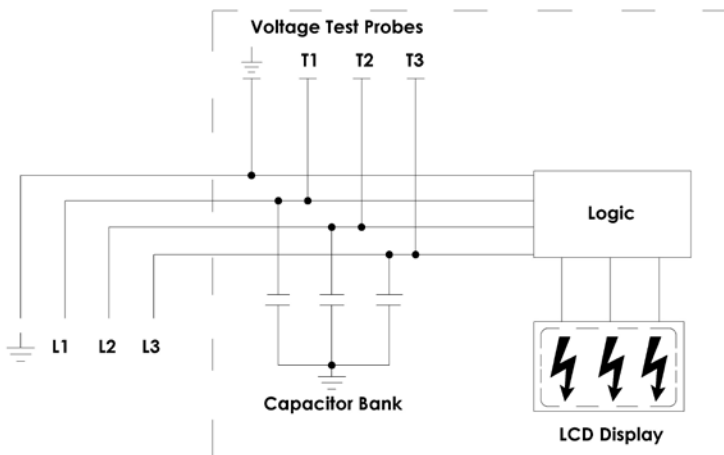 Voltage Test Probes
T1 T2 T3
Logic
L1 L2 L3
Capacitor Bank
LCD Display